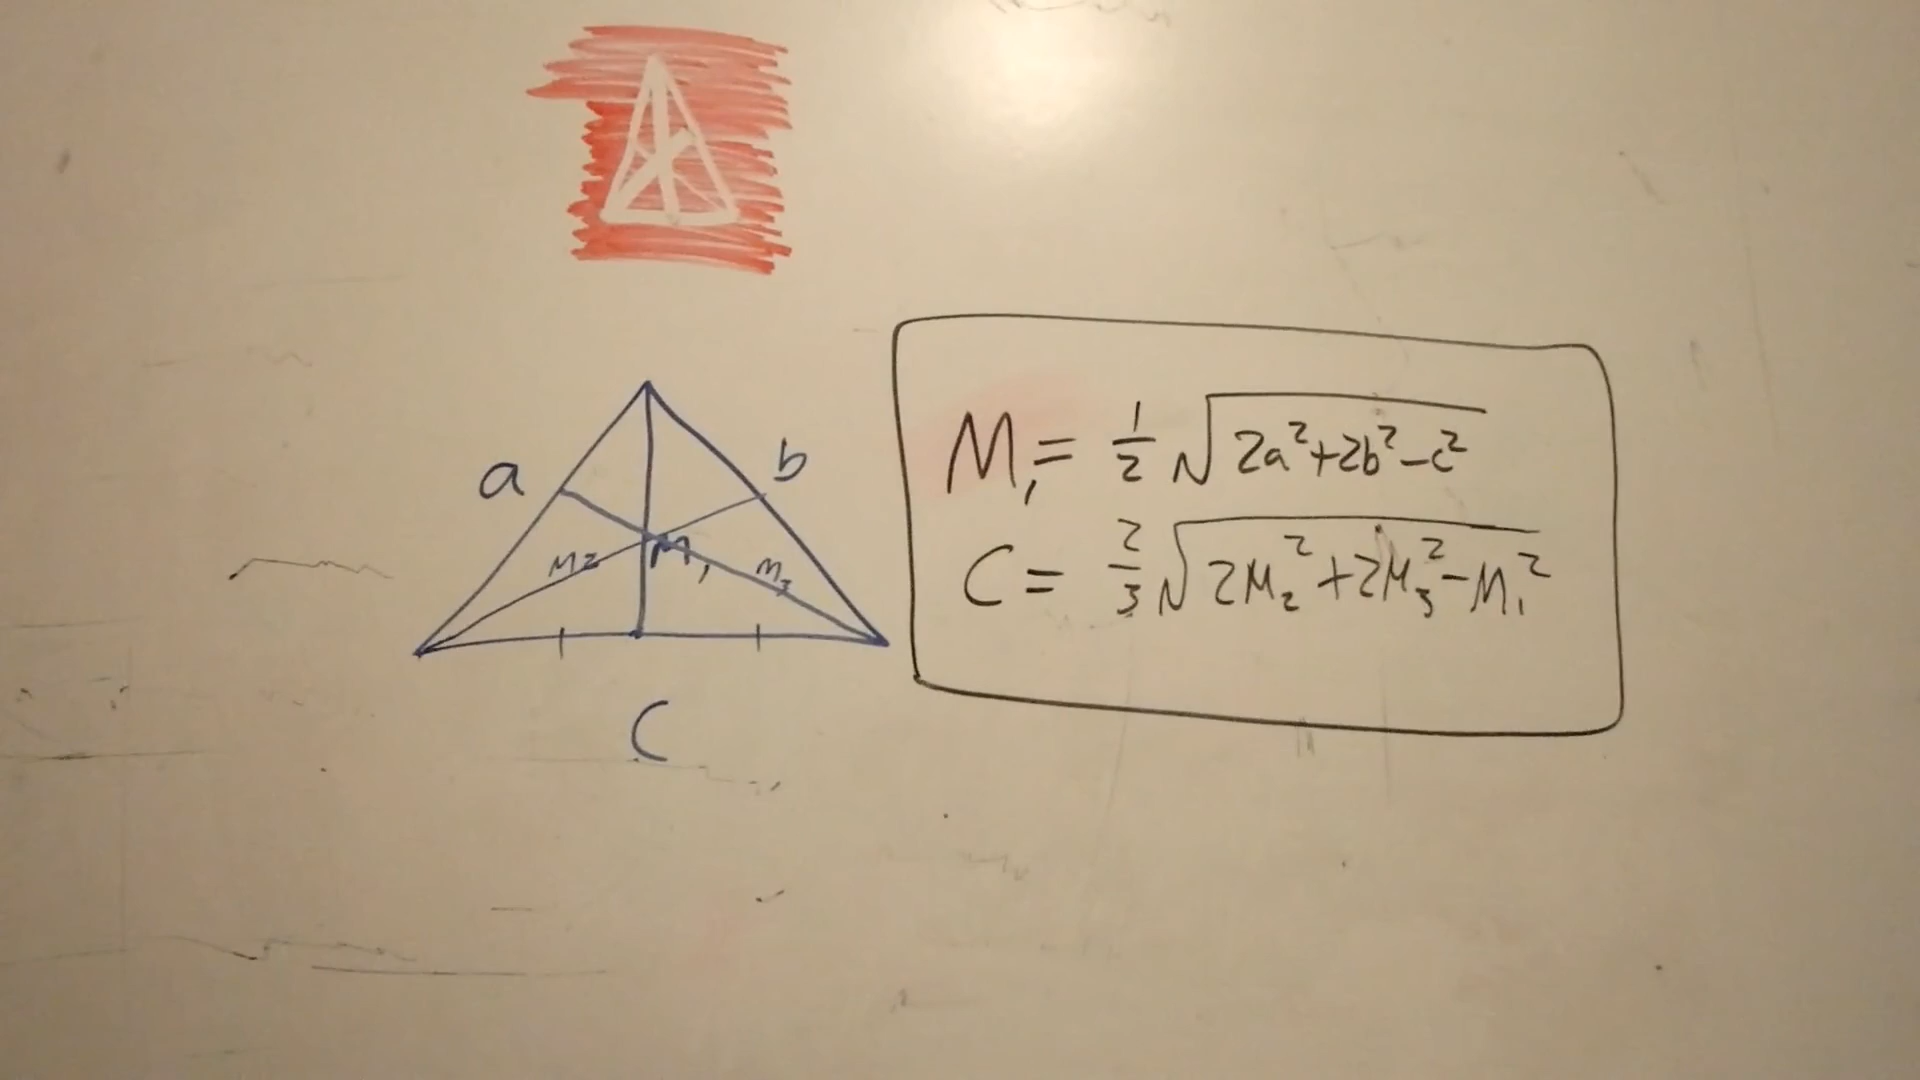 a
b
M2 M₁ M₃
C
M₁ = 1/2 √(2a²+2b²-c²)
C = 2/3 √(2M₂²+2M₃²-M₁²)